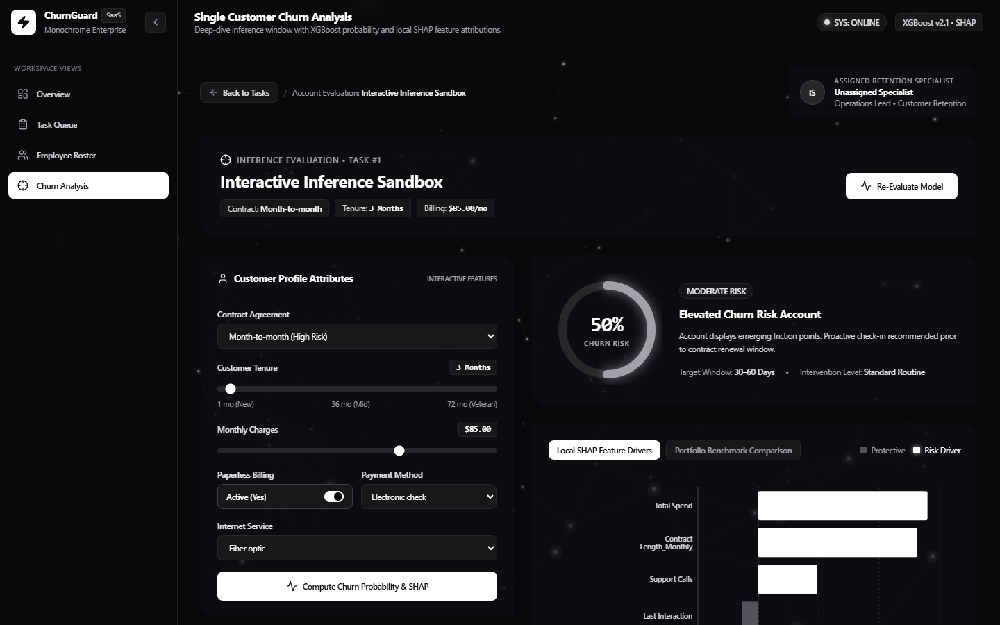 ChurnGuard SaaS
Monochrome Enterprise
Single Customer Churn Analysis
Deep-dive inference window with XGBoost probability and local SHAP feature attributions.
SYS: ONLINE
XGBoost v2.1 • SHAP
WORKSPACE VIEWS
Overview
Task Queue
Employee Roster
Churn Analysis
Back to Tasks / Account Evaluation: Interactive Inference Sandbox
IS
ASSIGNED RETENTION SPECIALIST
Unassigned Specialist
Operations Lead • Customer Retention
INFERENCE EVALUATION • TASK #1
Interactive Inference Sandbox
Contract: Month-to-month
Tenure: 3 Months
Billing: $85.00/mo
Re-Evaluate Model
Customer Profile Attributes
INTERACTIVE FEATURES
Contract Agreement
Month-to-month (High Risk)
Customer Tenure
3 Months
1 mo (New)
36 mo (Mid)
72 mo (Veteran)
Monthly Charges
$85.00
Paperless Billing
Active (Yes)
Payment Method
Electronic check
Internet Service
Fiber optic
Compute Churn Probability & SHAP
50%
CHURN RISK
MODERATE RISK
Elevated Churn Risk Account
Account displays emerging friction points. Proactive check-in recommended prior
to contract renewal window.
Target Window: 30–60 Days • Intervention Level: Standard Routine
Local SHAP Feature Drivers
Portfolio Benchmark Comparison
Protective
Risk Driver
Total Spend
Contract
Length_Monthly
Support Calls
Last Interaction